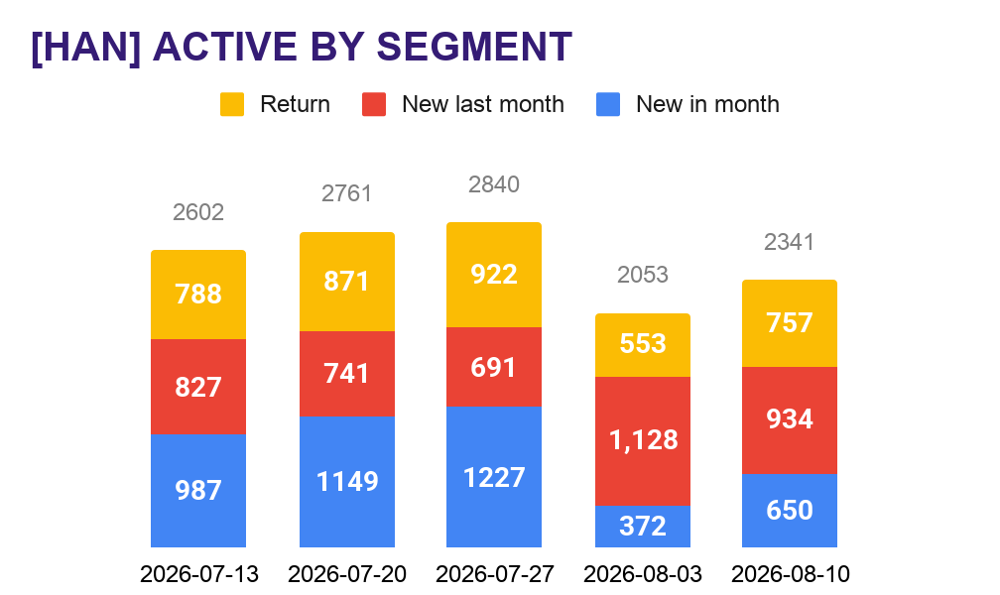 [HAN] ACTIVE BY SEGMENT
Return New last month New in month
2602 2761 2840 2053 2341
788 871 922 553 757
827 741 691 1,128 934
987 1149 1227 372 650
2026-07-13 2026-07-20 2026-07-27 2026-08-03 2026-08-10